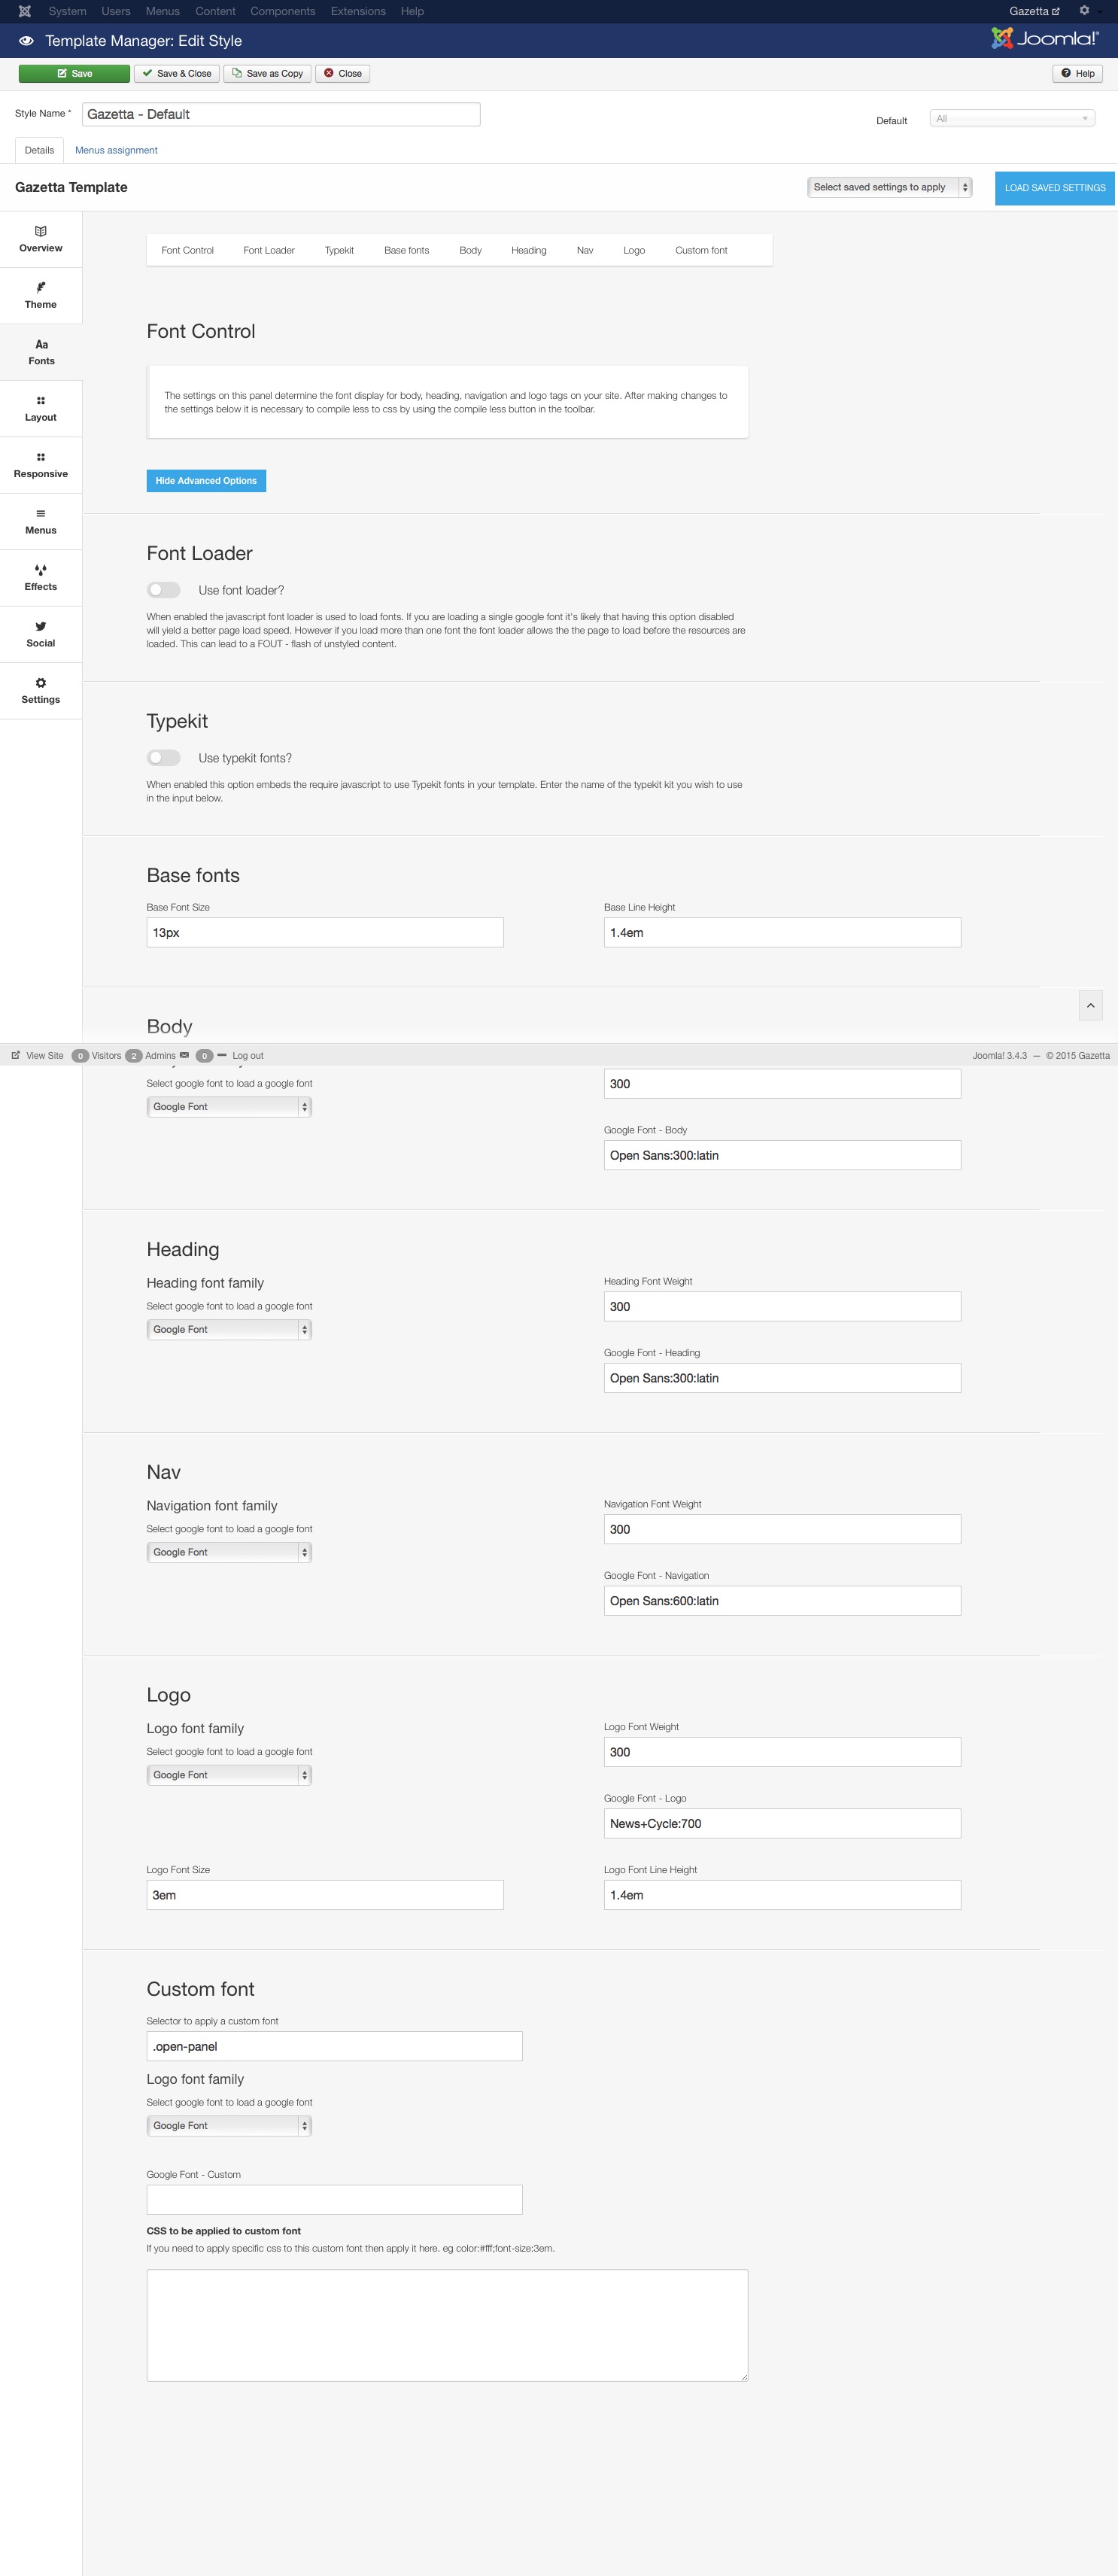 System Users Menus Content Components Extensions Help Gazetta
Template Manager: Edit Style Joomla!
Save Save & Close Save as Copy Close Help
Style Name * Gazetta - Default Default All
Details Menus assignment
Gazetta Template Select saved settings to apply LOAD SAVED SETTINGS
Overview
Theme
Aa
Fonts
Layout
Responsive
Menus
Effects
Social
Settings
Font Control Font Loader Typekit Base fonts Body Heading Nav Logo Custom font
Font Control
The settings on this panel determine the font display for body, heading, navigation and logo tags on your site. After making changes to
the settings below it is necessary to compile less to css by using the compile less button in the toolbar.
Hide Advanced Options
Font Loader
Use font loader?
When enabled the javascript font loader is used to load fonts. If you are loading a single google font it's likely that having this option disabled
will yield a better page load speed. However if you load more than one font the font loader allows the the page to load before the resources are
loaded. This can lead to a FOUT - flash of unstyled content.
Typekit
Use typekit fonts?
When enabled this option embeds the require javascript to use Typekit fonts in your template. Enter the name of the typekit kit you wish to use
in the input below.
Base fonts
Base Font Size Base Line Height
13px 1.4em
Body
View Site 0 Visitors 2 Admins 0 Log out Joomla! 3.4.3 — © 2015 Gazetta
Select google font to load a google font 300
Google Font
Google Font - Body
Open Sans:300:latin
Heading
Heading font family Heading Font Weight
Select google font to load a google font 300
Google Font
Google Font - Heading
Open Sans:300:latin
Nav
Navigation font family Navigation Font Weight
Select google font to load a google font 300
Google Font
Google Font - Navigation
Open Sans:600:latin
Logo
Logo font family Logo Font Weight
Select google font to load a google font 300
Google Font
Google Font - Logo
News+Cycle:700
Logo Font Size Logo Font Line Height
3em 1.4em
Custom font
Selector to apply a custom font
.open-panel
Logo font family
Select google font to load a google font
Google Font
Google Font - Custom
CSS to be applied to custom font
If you need to apply specific css to this custom font then apply it here. eg color:#fff;font-size:3em.